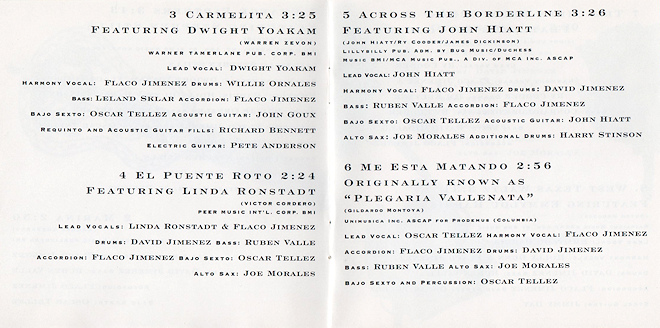 3 Carmelita 3:25
Featuring Dwight Yoakam
(Warren Zevon)
Warner Tamerlane Pub. Corp. BMI
Lead Vocal: Dwight Yoakam
Harmony Vocal: Flaco Jimenez Drums: Willie Ornales
Bass: Leland Sklar Accordion: Flaco Jimenez
Bajo Sexto: Oscar Tellez Acoustic Guitar: John Goux
Requinto and Acoustic Guitar fills: Richard Bennett
Electric Guitar: Pete Anderson
4 El Puente Roto 2:24
Featuring Linda Ronstadt
(Victor Cordero)
Peer Music Int'l. Corp. BMI
Lead Vocals: Linda Ronstadt & Flaco Jimenez
Drums: David Jimenez Bass: Ruben Valle
Accordion: Flaco Jimenez Bajo Sexto: Oscar Tellez
Alto Sax: Joe Morales
5 Across The Borderline 3:26
Featuring John Hiatt
(John Hiatt/Ry Cooder/James Dickinson)
Lillybilly Pub. Adm. by Bug Music/Duchess
Music BMI/MCA Music Pub., A Div. of MCA Inc. ASCAP
Lead Vocal: John Hiatt
Harmony Vocal: Flaco Jimenez Drums: David Jimenez
Bass: Ruben Valle Accordion: Flaco Jimenez
Bajo Sexto: Oscar Tellez Acoustic Guitar: John Hiatt
Alto Sax: Joe Morales Additional Drums: Harry Stinson
6 Me Esta Matando 2:56
Originally known as
"Plegaria Vallenata"
(Gildardo Montoya)
Unimusica Inc. ASCAP for Prodemus (Columbia)
Lead Vocal: Oscar Tellez Harmony Vocal: Flaco Jimenez
Accordion: Flaco Jimenez Drums: David Jimenez
Bass: Ruben Valle Alto Sax: Joe Morales
Bajo Sexto and Percussion: Oscar Tellez